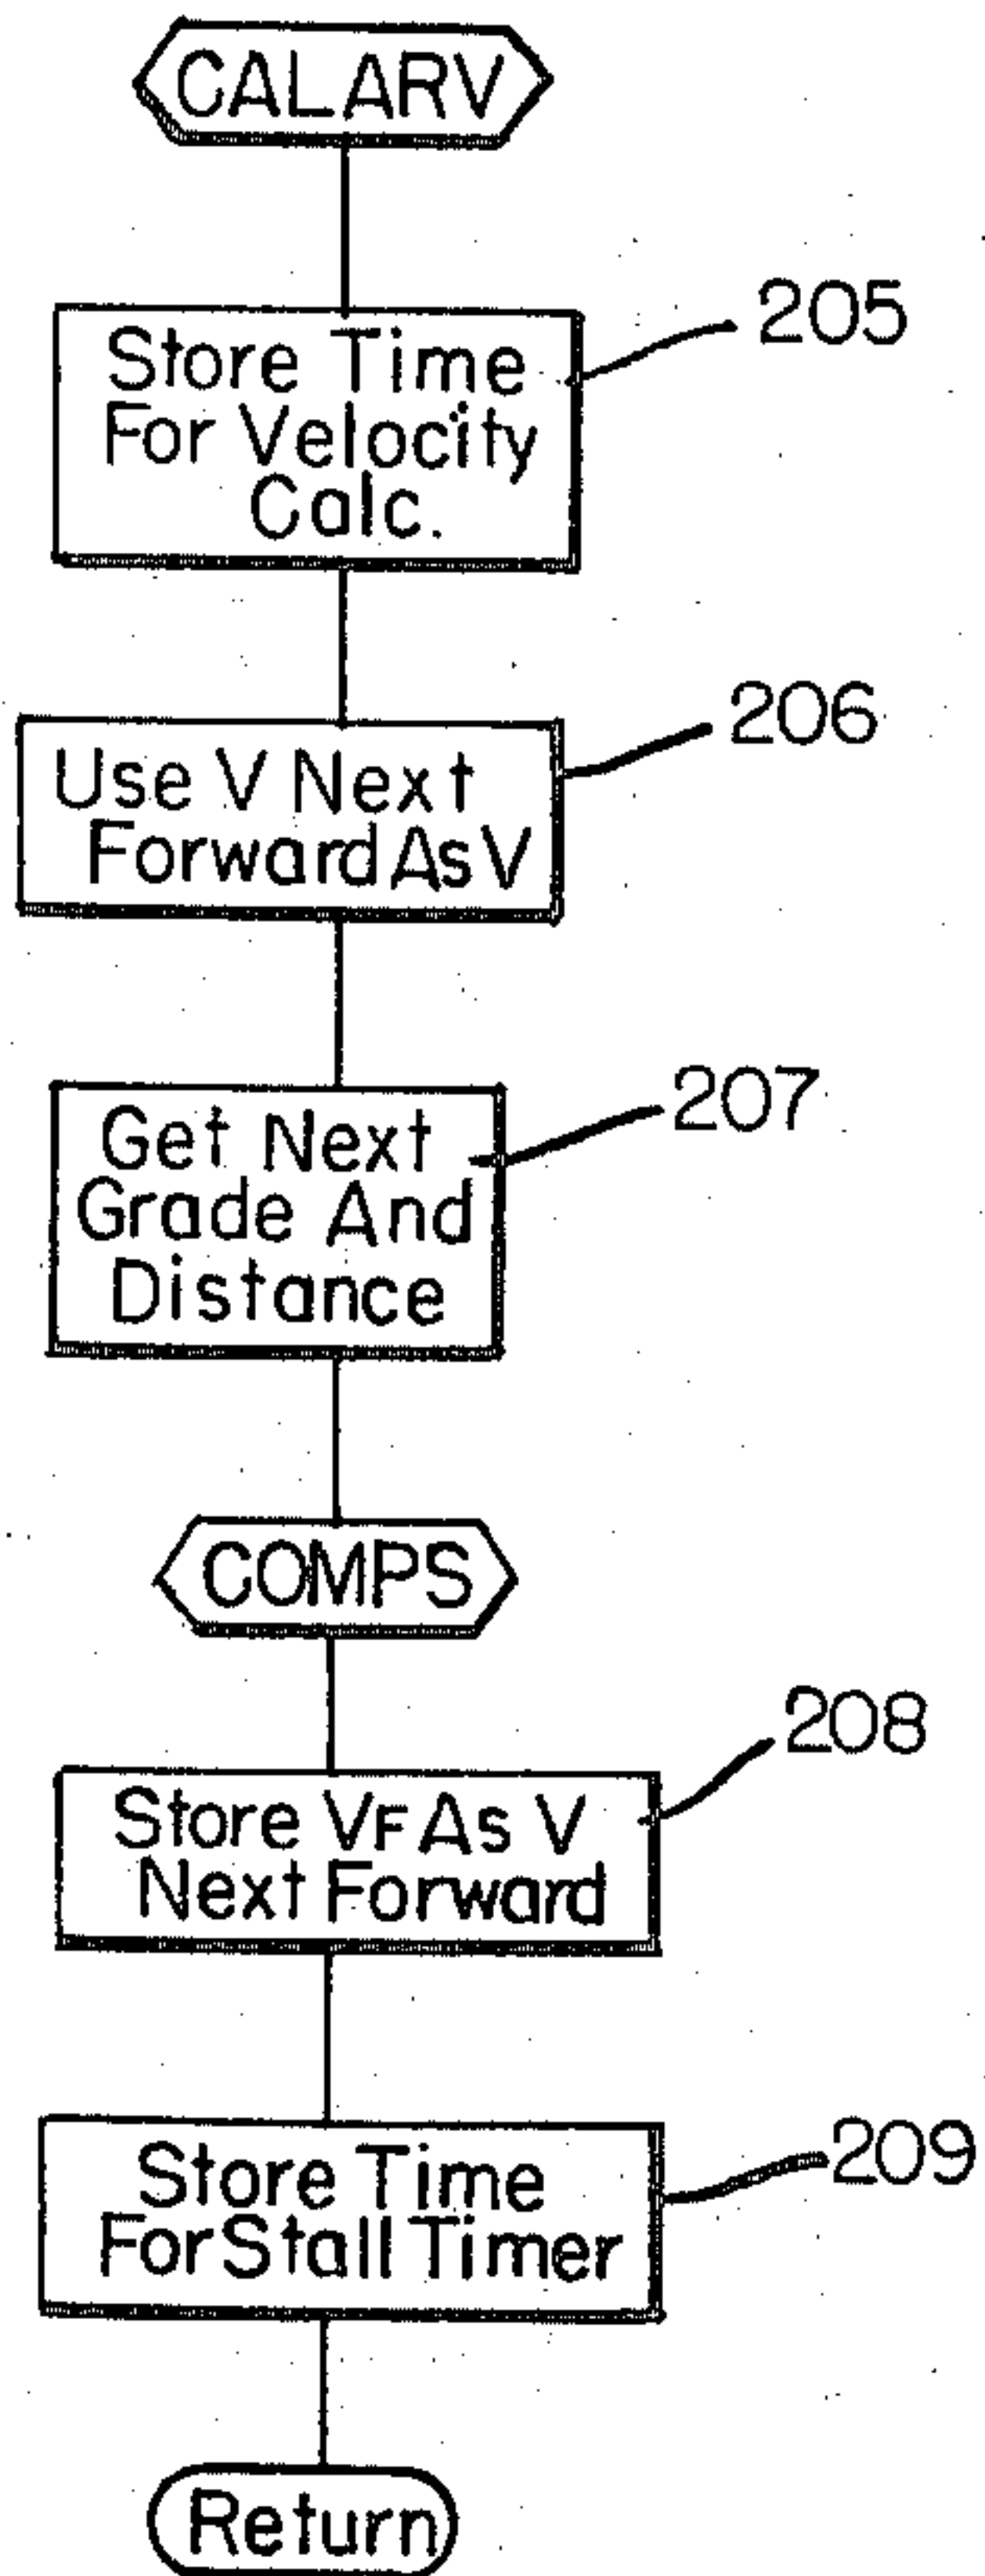 CALARV
205
Store Time
For Velocity
Calc.
206
Use V Next
Forward As V
207
Get Next
Grade And
Distance
COMPS
208
Store VF As V
Next Forward
209
Store Time
For Stall Timer
Return